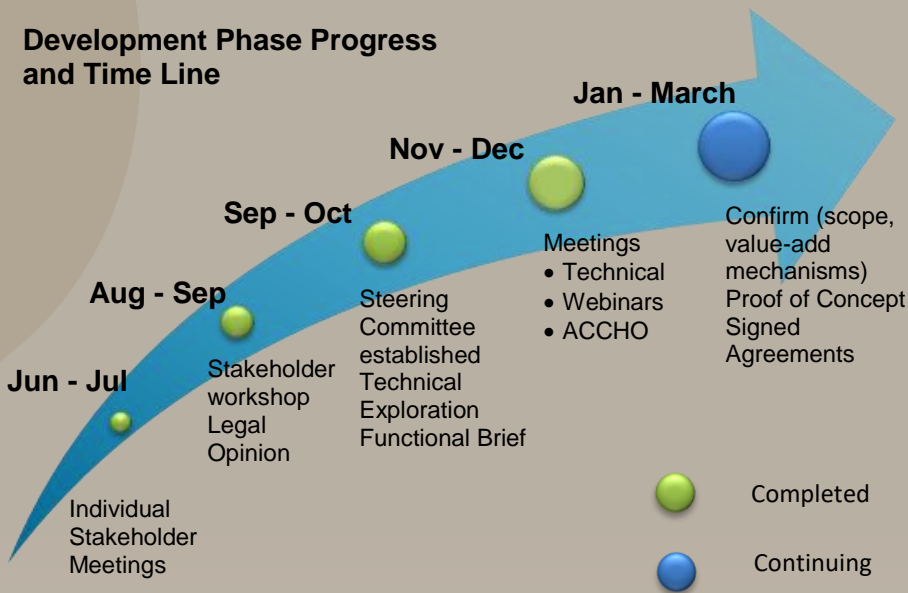 Development Phase Progress
and Time Line
Jun - Jul
Individual
Stakeholder
Meetings
Aug - Sep
Stakeholder
workshop
Legal
Opinion
Sep - Oct
Steering
Committee
established
Technical
Exploration
Functional Brief
Nov - Dec
Meetings
• Technical
• Webinars
• ACCHO
Jan - March
Confirm (scope,
value-add
mechanisms)
Proof of Concept
Signed
Agreements
Completed
Continuing